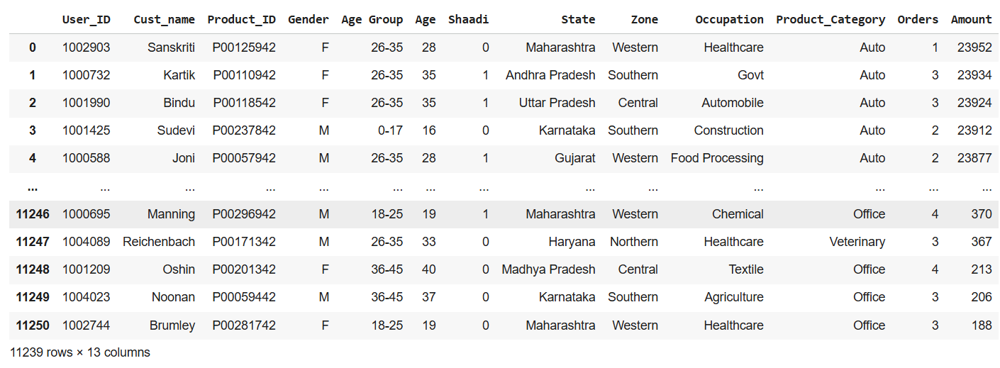 User_ID Cust_name Product_ID Gender Age Group Age Shaadi State Zone Occupation Product_Category Orders Amount
0 1002903 Sanskriti P00125942 F 26-35 28 0 Maharashtra Western Healthcare Auto 1 23952
1 1000732 Kartik P00110942 F 26-35 35 1 Andhra Pradesh Southern Govt Auto 3 23934
2 1001990 Bindu P00118542 F 26-35 35 1 Uttar Pradesh Central Automobile Auto 3 23924
3 1001425 Sudevi P00237842 M 0-17 16 0 Karnataka Southern Construction Auto 2 23912
4 1000588 Joni P00057942 M 26-35 28 1 Gujarat Western Food Processing Auto 2 23877
... ... ... ... ... ... ... ... ... ... ... ... ... ...
11246 1000695 Manning P00296942 M 18-25 19 1 Maharashtra Western Chemical Office 4 370
11247 1004089 Reichenbach P00171342 M 26-35 33 0 Haryana Northern Healthcare Veterinary 3 367
11248 1001209 Oshin P00201342 F 36-45 40 0 Madhya Pradesh Central Textile Office 4 213
11249 1004023 Noonan P00059442 M 36-45 37 0 Karnataka Southern Agriculture Office 3 206
11250 1002744 Brumley P00281742 F 18-25 19 0 Maharashtra Western Healthcare Office 3 188
11239 rows × 13 columns